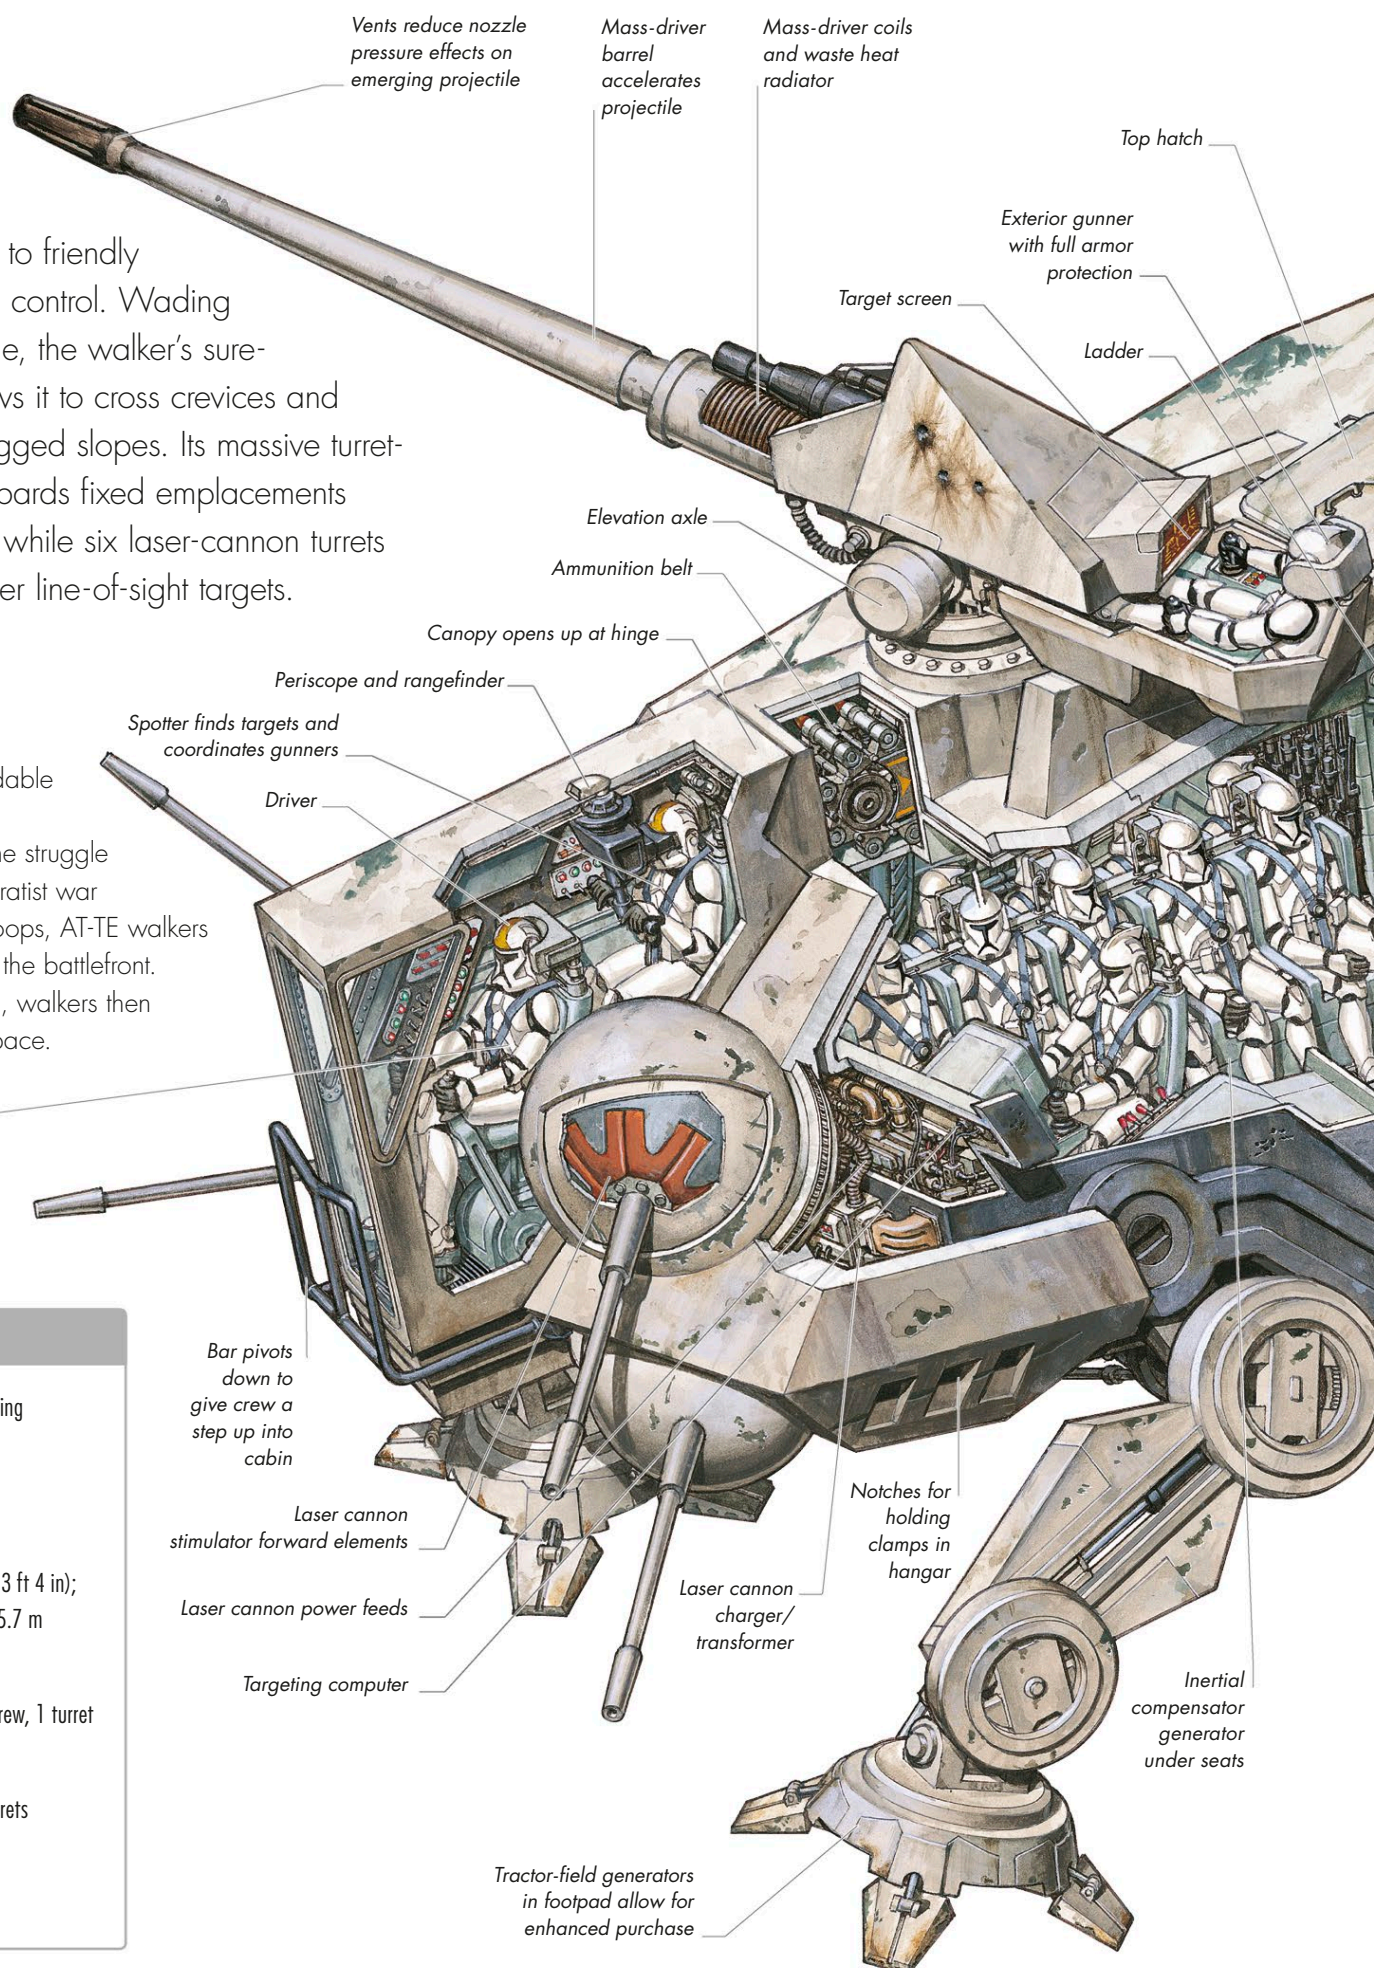 Vents reduce nozzle
pressure effects on
emerging projectile
Mass-driver
barrel
accelerates
projectile
Mass-driver coils
and waste heat
radiator
Top hatch
Exterior gunner
with full armor
protection
Target screen
Ladder
to friendly
control. Wading
e, the walker's sure-
ws it to cross crevices and
gged slopes. Its massive turret-
oards fixed emplacements
while six laser-cannon turrets
er line-of-sight targets.
Elevation axle
Ammunition belt
Canopy opens up at hinge
Periscope and rangefinder
Spotter finds targets and
coordinates gunners
Driver
dable
ne struggle
ratist war
oops, AT-TE walkers
the battlefront.
, walkers then
pace.
Bar pivots
down to
give crew a
step up into
cabin
Laser cannon
stimulator forward elements
Laser cannon power feeds
Targeting computer
Laser cannon
charger/
transformer
Notches for
holding
clamps in
hangar
Inertial
compensator
generator
under seats
Tractor-field generators
in footpad allow for
enhanced purchase
ing
3 ft 4 in);
5.7 m
rew, 1 turret
rets